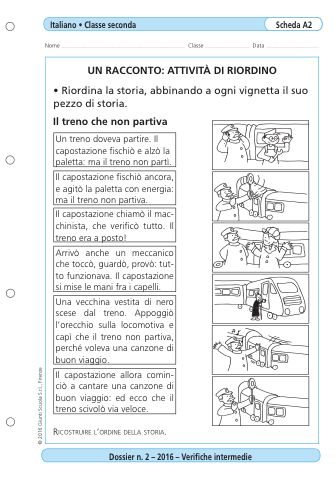 Italiano • Classe seconda
Scheda A2
Nome
Classe
Data
UN RACCONTO: ATTIVITÀ DI RIORDINO
• Riordina la storia, abbinando a ogni vignetta il suo
pezzo di storia.
Il treno che non partiva
Un treno doveva partire. Il
capostazione fischiò e alzò la
paletta: ma il treno non partì.
Il capostazione fischiò ancora,
e agitò la paletta con energia:
ma il treno non partiva.
Il capostazione chiamò il mac-
chinista, che verificò tutto. Il
treno era a posto!
Arrivò anche un meccanico
che toccò, guardò, provò: tut-
to funzionava. Il capostazione
si mise le mani fra i capelli.
Una vecchina vestita di nero
scese dal treno. Appoggiò
l'orecchio sulla locomotiva e
capì che il treno non partiva,
perché voleva una canzone di
buon viaggio.
Il capostazione allora comin-
ciò a cantare una canzone di
buon viaggio: ed ecco che il
treno scivolò via veloce.
RICOSTRUIRE L'ORDINE DELLA STORIA.
© 2016 Giunti Scuola S.r.l., Firenze
Dossier n. 2 – 2016 – Verifiche intermedie